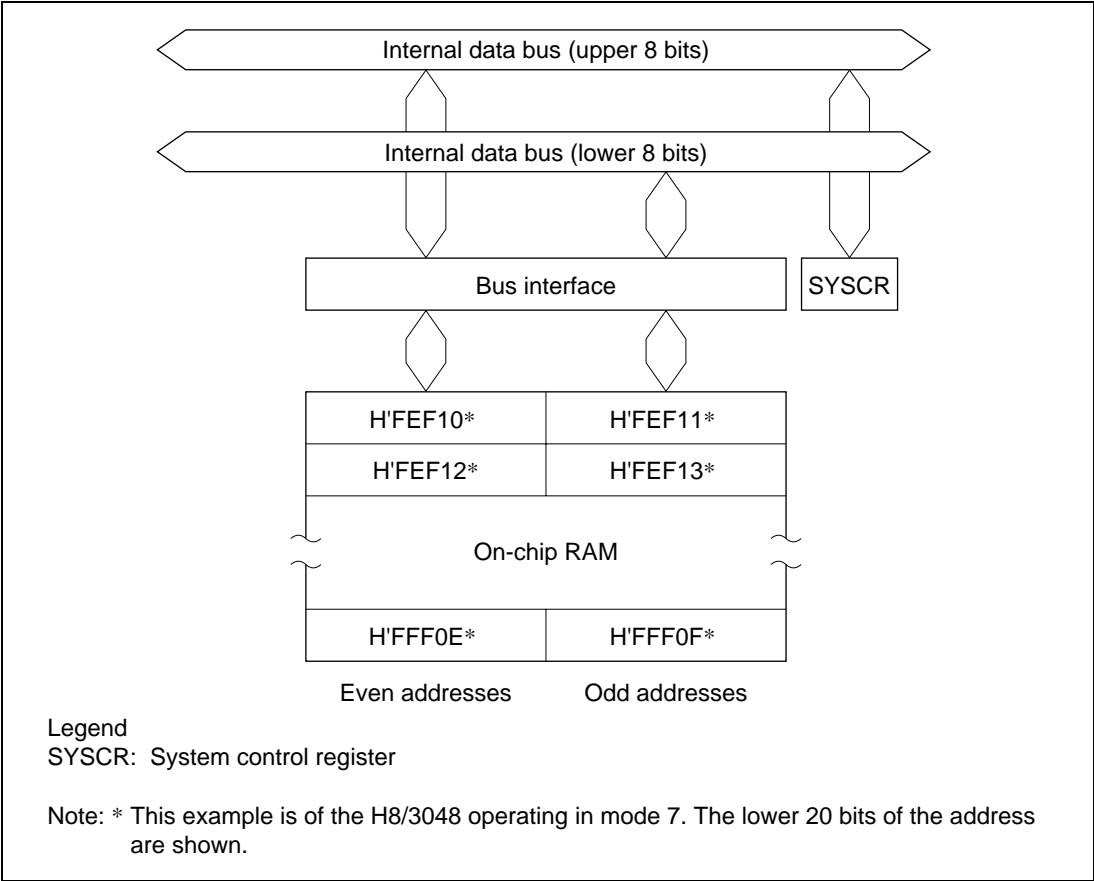 Internal data bus (upper 8 bits)
Internal data bus (lower 8 bits)
Bus interface
SYSCR
H'FEF10*
H'FEF11*
H'FEF12*
H'FEF13*
On-chip RAM
H'FFF0E*
H'FFF0F*
Even addresses
Odd addresses
Legend
SYSCR: System control register
Note: * This example is of the H8/3048 operating in mode 7. The lower 20 bits of the address
are shown.